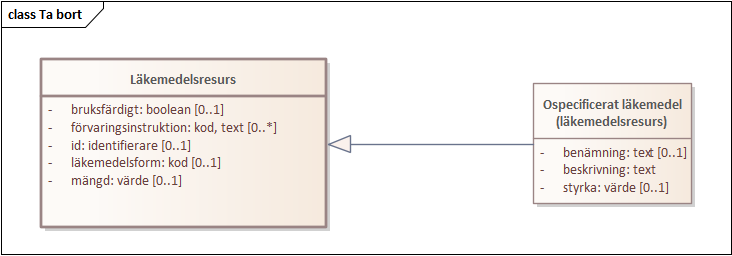 class Ta bort
Läkemedelsresurs
- bruksfärdigt: boolean [0..1]
- förvaringsinstruktion: kod, text [0..*]
- id: identifierare [0..1]
- läkemedelsform: kod [0..1]
- mängd: värde [0..1]
Ospecificerat läkemedel
(läkemedelsresurs)
- benämning: text [0..1]
- beskrivning: text
- styrka: värde [0..1]